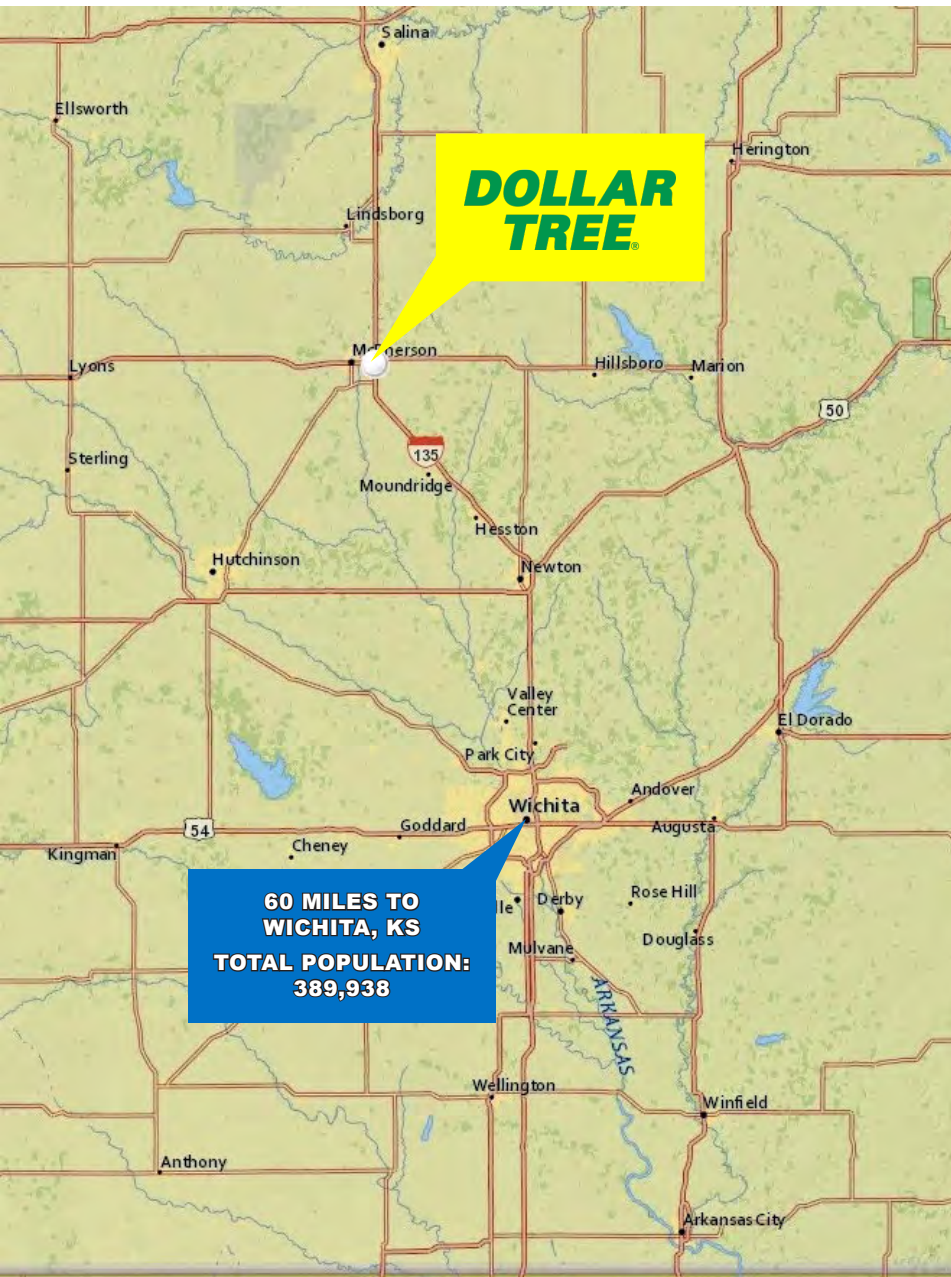 Salina
Ellsworth
Herington
DOLLAR
TREE®
Lindsborg
McPherson
Lyons
Hillsboro
Marion
50
135
Sterling
Moundridge
Hesston
Hutchinson
Newton
Valley
Center
El Dorado
Park City
Andover
Wichita
54
Goddard
Augusta
Kingman
Cheney
60 MILES TO
WICHITA, KS
TOTAL POPULATION:
389,938
lle
Derby
Rose Hill
Mulvane
Douglass
ARKANSAS
Wellington
Winfield
Anthony
Arkansas City